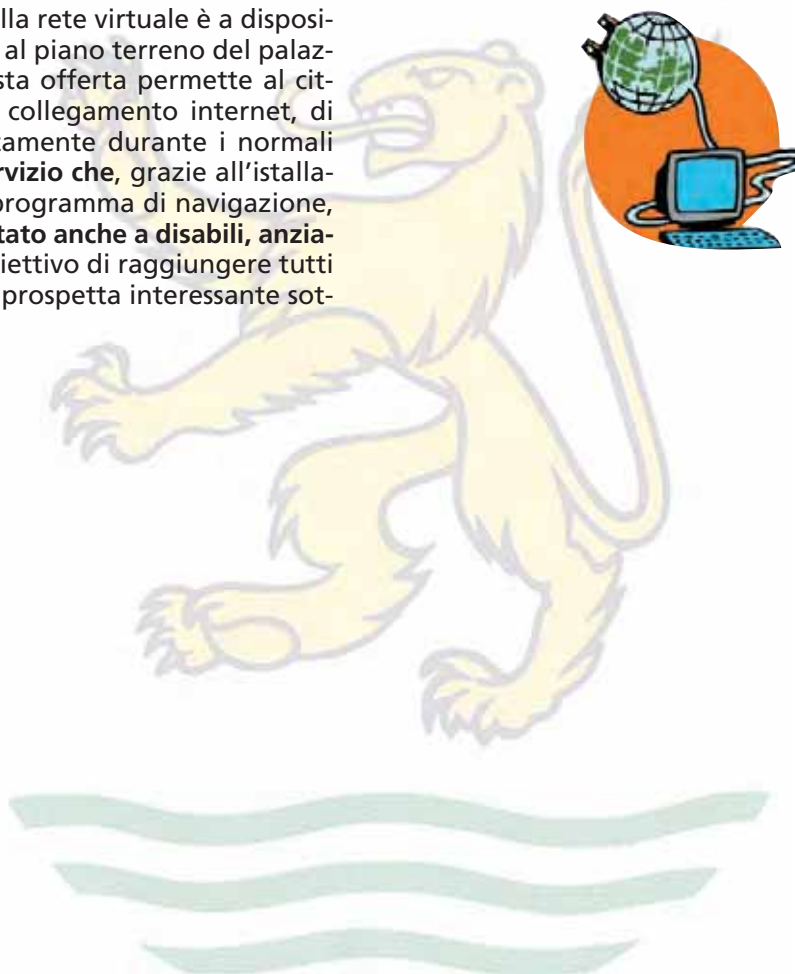 lla rete virtuale è a disposi-
al piano terreno del palaz-
sta offerta permette al cit-
collegamento internet, di
tamente durante i normali
rvizio che, grazie all'istalla-
programma di navigazione,
tato anche a disabili, anzia-
iettivo di raggiungere tutti
prospetta interessante sot-